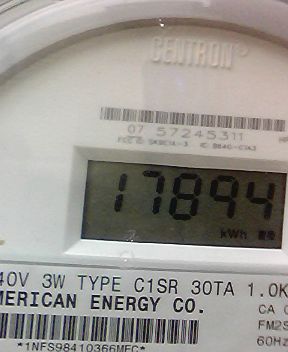 CENTRON®
07 57245311
17894
kWh
40V 3W TYPE C1SR 30TA 1.0K
MERICAN ENERGY CO.
CA
FM2S
60Hz
*1NFS98410366MFC*